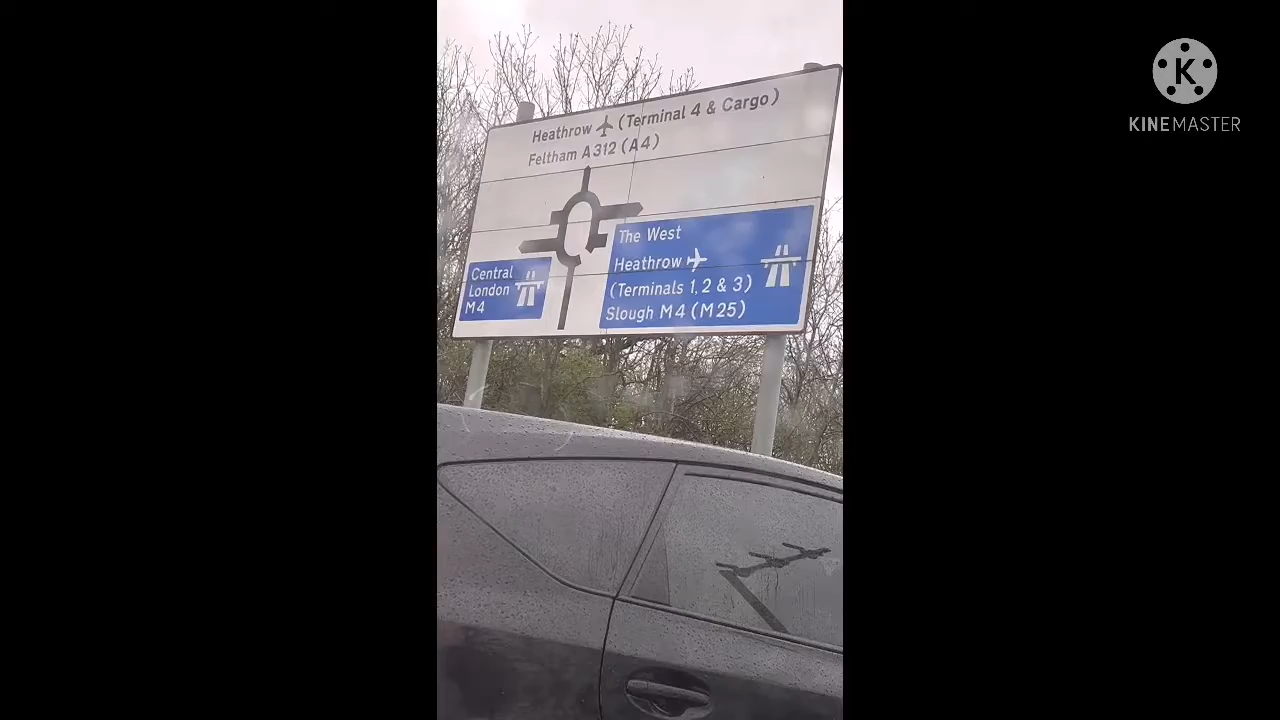 Heathrow (Terminal 4 & Cargo)
Feltham A312 (A4)
Central
London
M4
The West
Heathrow
(Terminals 1, 2 & 3)
Slough M4 (M25)
K
KINEMASTER